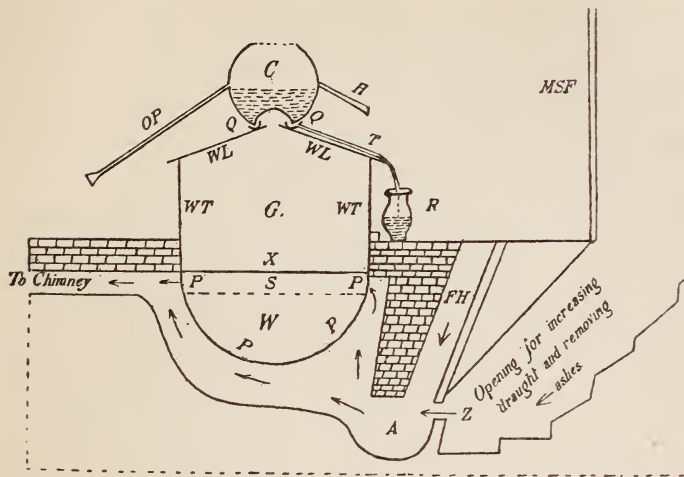 C
OP
H
MSF
Q
Q
T
WL
WL
WT
G.
WT
R
X
To Chimney
P
S
P
FH
W
P
P
Opening for increasing
draught and removing
ashes.
A
Z